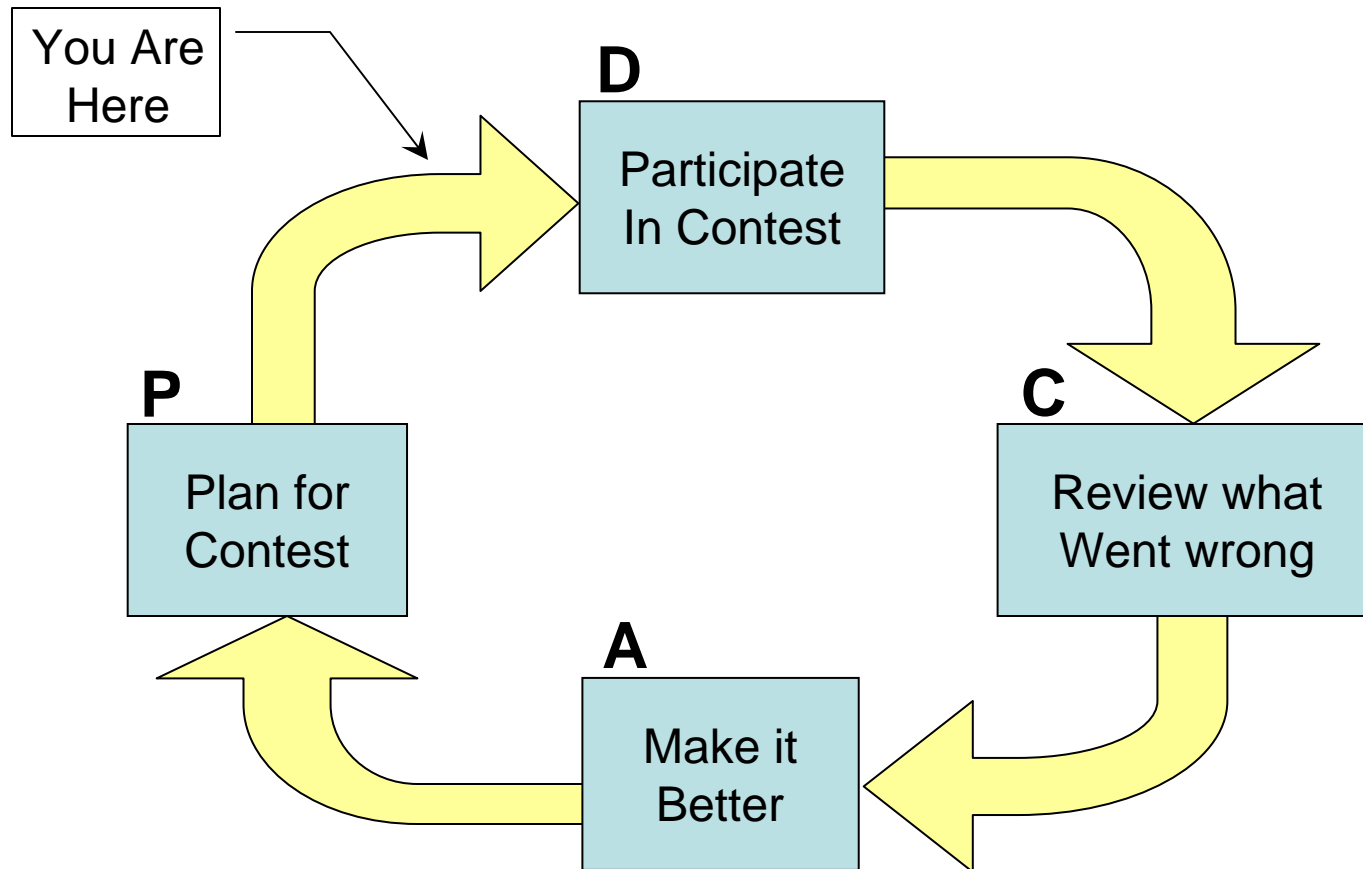 You Are
Here
D
Participate
In Contest
P
Plan for
Contest
C
Review what
Went wrong
A
Make it
Better